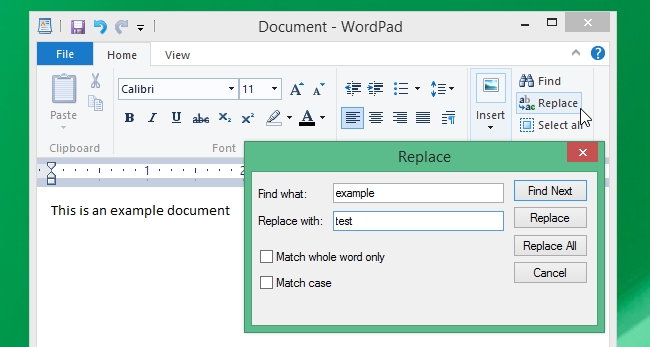 Document - WordPad
File Home View
Calibri 11
Paste
B I U abc X₂ X² A
Insert
Find
Replace
Select all
Clipboard Font
1 2
This is an example document
Replace
Find what: example Find Next
Replace with: test Replace
Replace All
Match whole word only
Cancel
Match case